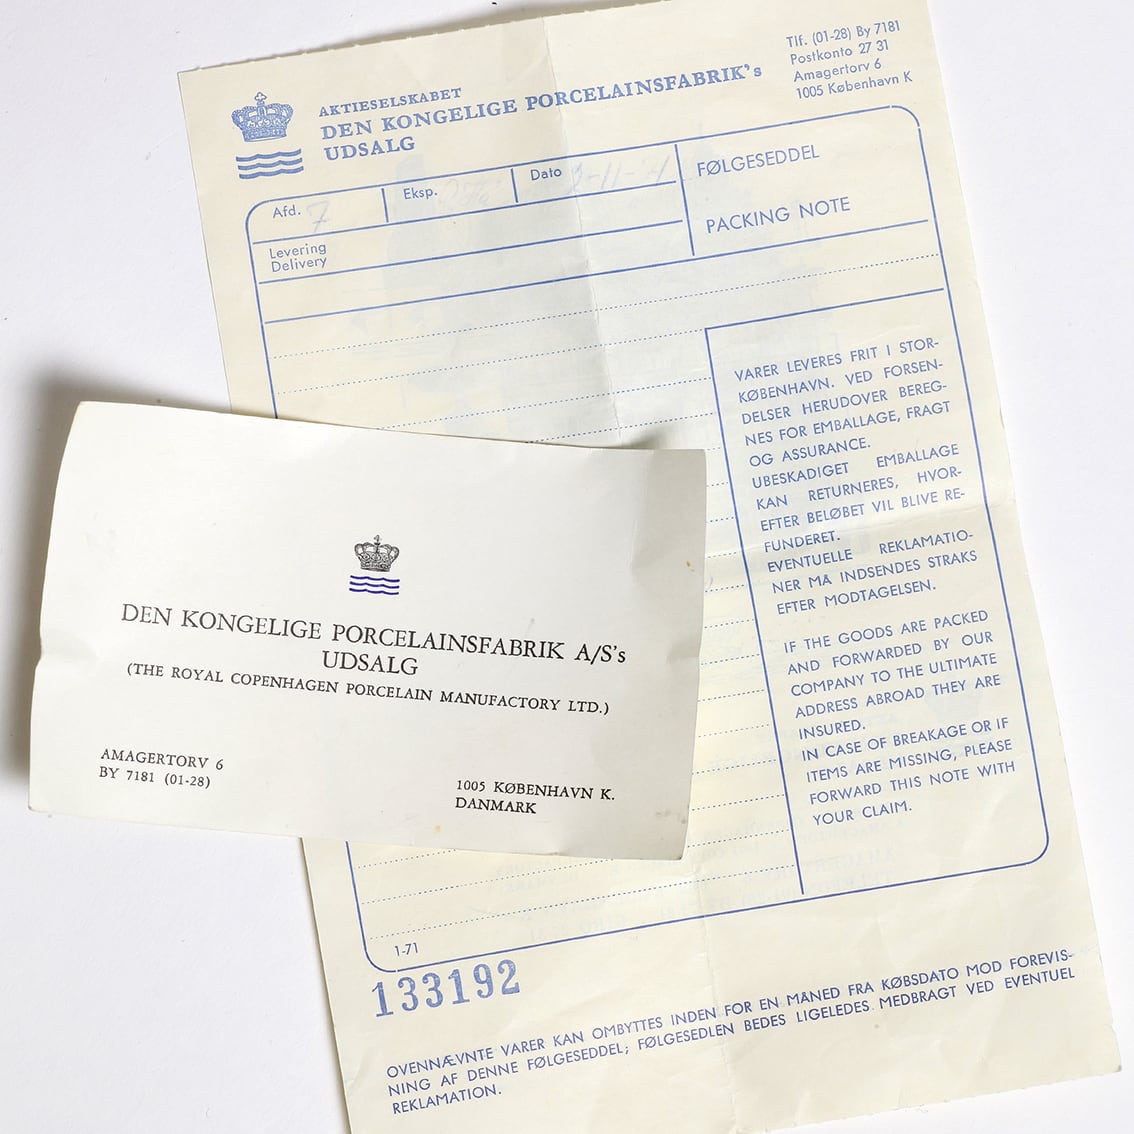 AKTIESELSKABET
DEN KONGELIGE PORCELAINSFABRIK's
UDSALG
Tlf. (01-28) By 7181
Postkonto 27 31
Amagertorv 6
1005 København K
Afd. 7
Eksp.
Dato 3-11-71
FØLGESEDDEL
PACKING NOTE
Levering
Delivery
VARER LEVERES FRIT I STOR-
KØBENHAVN. VED FORSEN-
DELSER HERUDOVER BEREG-
NES FOR EMBALLAGE, FRAGT
OG ASSURANCE.
UBESKADIGET EMBALLAGE
KAN RETURNERES, HVOR-
EFTER BELØBET VIL BLIVE RE-
FUNDERET.
EVENTUELLE REKLAMATIO-
NER MÅ INDSENDES STRAKS
EFTER MODTAGELSEN.
IF THE GOODS ARE PACKED
AND FORWARDED BY OUR
COMPANY TO THE ULTIMATE
ADDRESS ABROAD THEY ARE
INSURED.
IN CASE OF BREAKAGE OR IF
ITEMS ARE MISSING, PLEASE
FORWARD THIS NOTE WITH
YOUR CLAIM.
1-71
133192
OVENNÆVNTE VARER KAN OMBYTTES INDEN FOR EN MÅNED FRA KØBSDATO MOD FOREVIS-
NING AF DENNE FØLGESEDDEL; FØLGESEDLEN BEDES LIGELEDES MEDBRAGT VED EVENTUEL
REKLAMATION.
DEN KONGELIGE PORCELAINSFABRIK A/S's
UDSALG
(THE ROYAL COPENHAGEN PORCELAIN MANUFACTORY LTD.)
AMAGERTORV 6
BY 7181 (01-28)
1005 KØBENHAVN K.
DANMARK